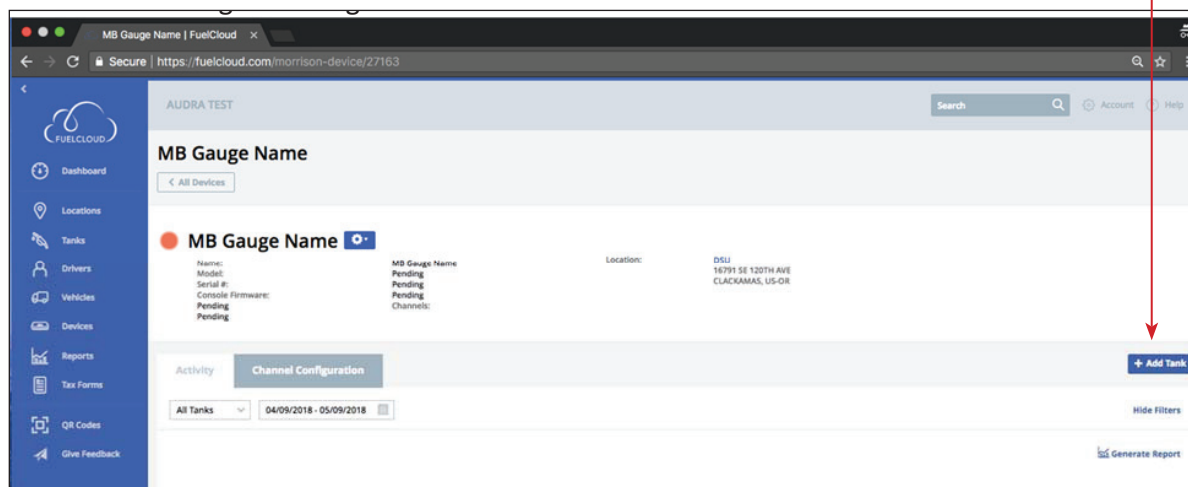 MB Gauge Name | FuelCloud
Secure | https://fuelcloud.com/morrison-device/27163
FUELCLOUD
AUDRA TEST
Search
Account
Help
MB Gauge Name
All Devices
Dashboard
Locations
Tanks
Drivers
Vehicles
Devices
Reports
Tax Forms
QR Codes
Give Feedback
MB Gauge Name
Name: MB Gauge Name
Model: Pending
Serial #: Pending
Console Firmware: Pending
Pending Channels:
Pending
Location: DSU
16791 SE 120TH AVE
CLACKAMAS, US-OR
Activity
Channel Configuration
+ Add Tank
All Tanks
04/09/2018 - 05/09/2018
Hide Filters
Generate Report